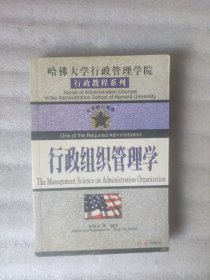 哈佛大学行政管理学院
行政教程系列
Series of Administration Courses
in the Administration School of Harvard University
One of the Required Administration
行政组织管理学
The Management Science on Administration Organization